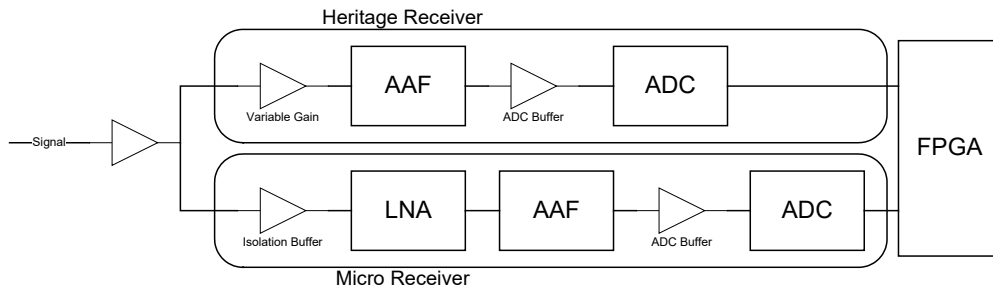 Heritage Receiver
AAF
ADC
Variable Gain
ADC Buffer
Signal
FPGA
LNA
AAF
ADC
Isolation Buffer
ADC Buffer
Micro Receiver